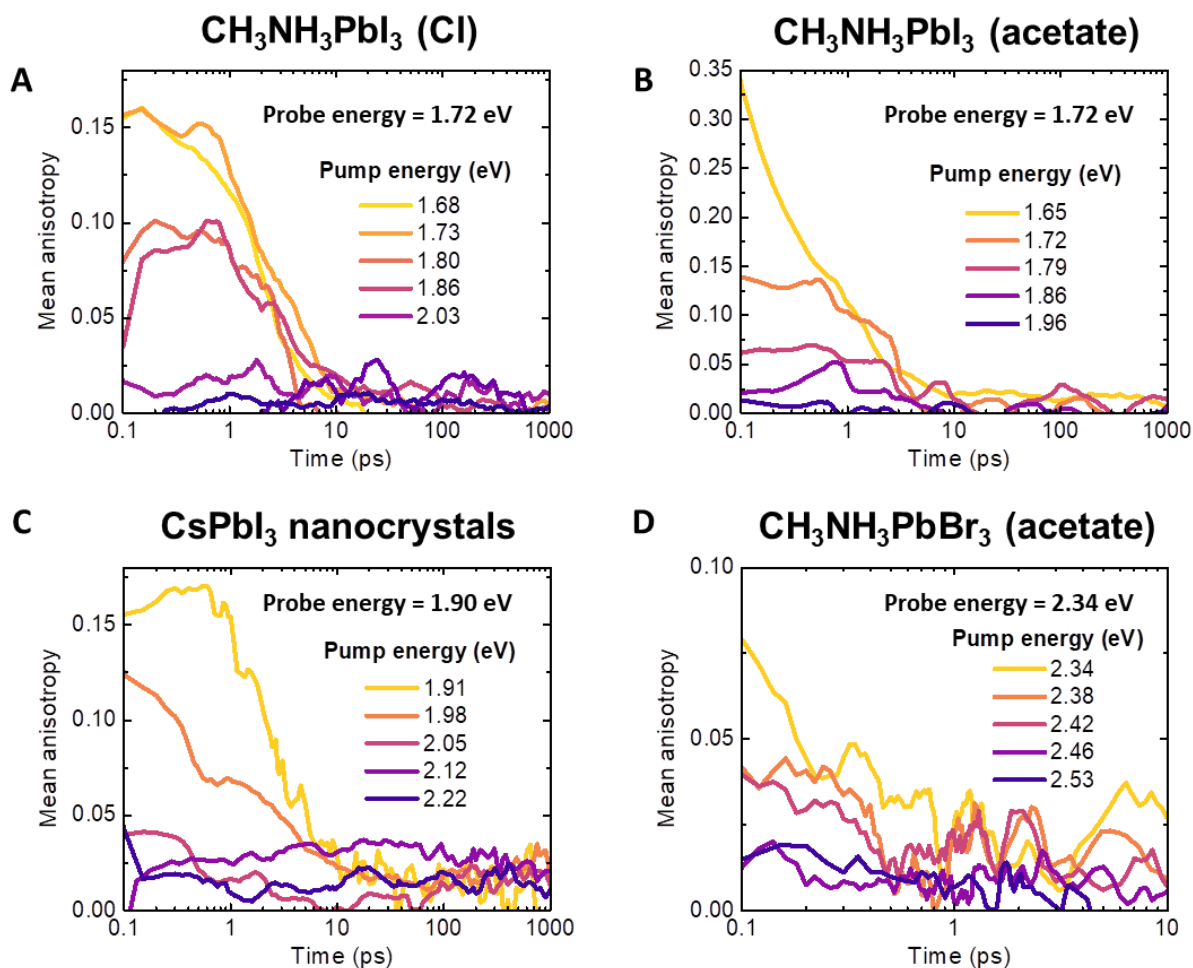 CH₃NH₃PbI₃ (Cl)
A
Probe energy = 1.72 eV
Pump energy (eV)
1.68
1.73
1.80
1.86
2.03
Mean anisotropy
0.15
0.10
0.05
0.00
0.1
1
10
100
1000
Time (ps)
CH₃NH₃PbI₃ (acetate)
B
Probe energy = 1.72 eV
Pump energy (eV)
1.65
1.72
1.79
1.86
1.96
Mean anisotropy
0.35
0.30
0.25
0.20
0.15
0.10
0.05
0.00
0.1
1
10
100
1000
Time (ps)
CsPbI₃ nanocrystals
C
Probe energy = 1.90 eV
Pump energy (eV)
1.91
1.98
2.05
2.12
2.22
Mean anisotropy
0.15
0.10
0.05
0.00
0.1
1
10
100
1000
Time (ps)
CH₃NH₃PbBr₃ (acetate)
D
Probe energy = 2.34 eV
Pump energy (eV)
2.34
2.38
2.42
2.46
2.53
Mean anisotropy
0.10
0.05
0.00
0.1
1
10
Time (ps)